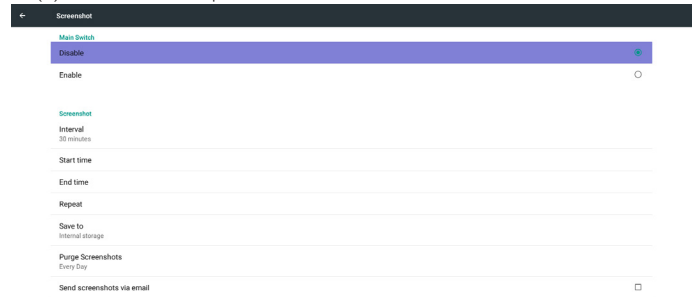 Screenshot
Main Switch
Disable
Enable
Screenshot
Interval
30 minutes
Start time
End time
Repeat
Save to
Internal storage
Purge Screenshots
Every Day
Send screenshots via email